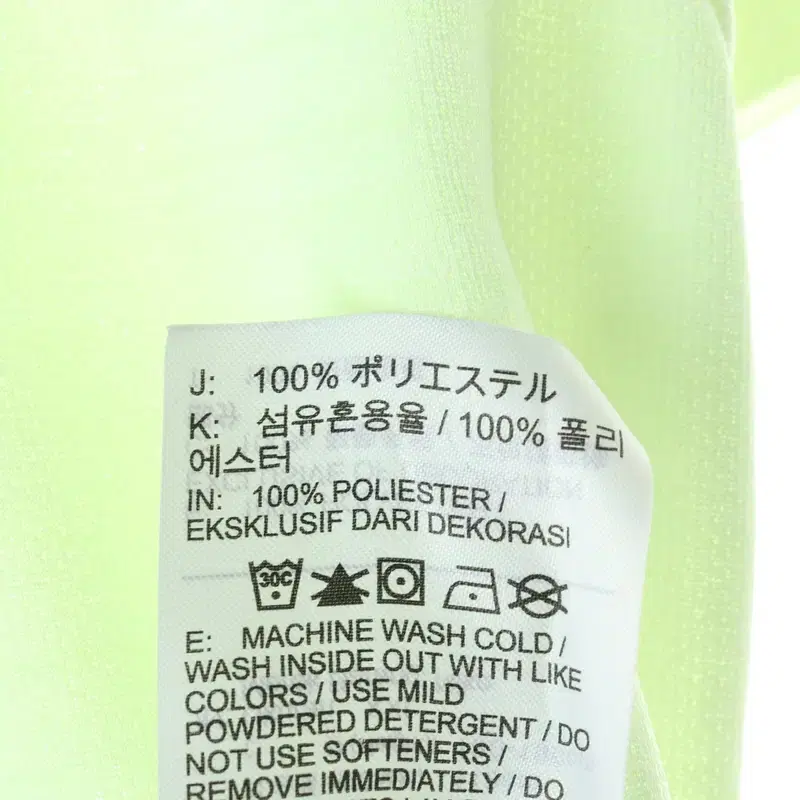 J: 100% ポリエステル
K: 섬유혼용율 / 100% 폴리
에스터
IN: 100% POLIESTER /
EKSKLUSIF DARI DEKORASI
30C
E: MACHINE WASH COLD /
WASH INSIDE OUT WITH LIKE
COLORS / USE MILD
POWDERED DETERGENT / DO
NOT USE SOFTENERS /
REMOVE IMMEDIATELY / DO